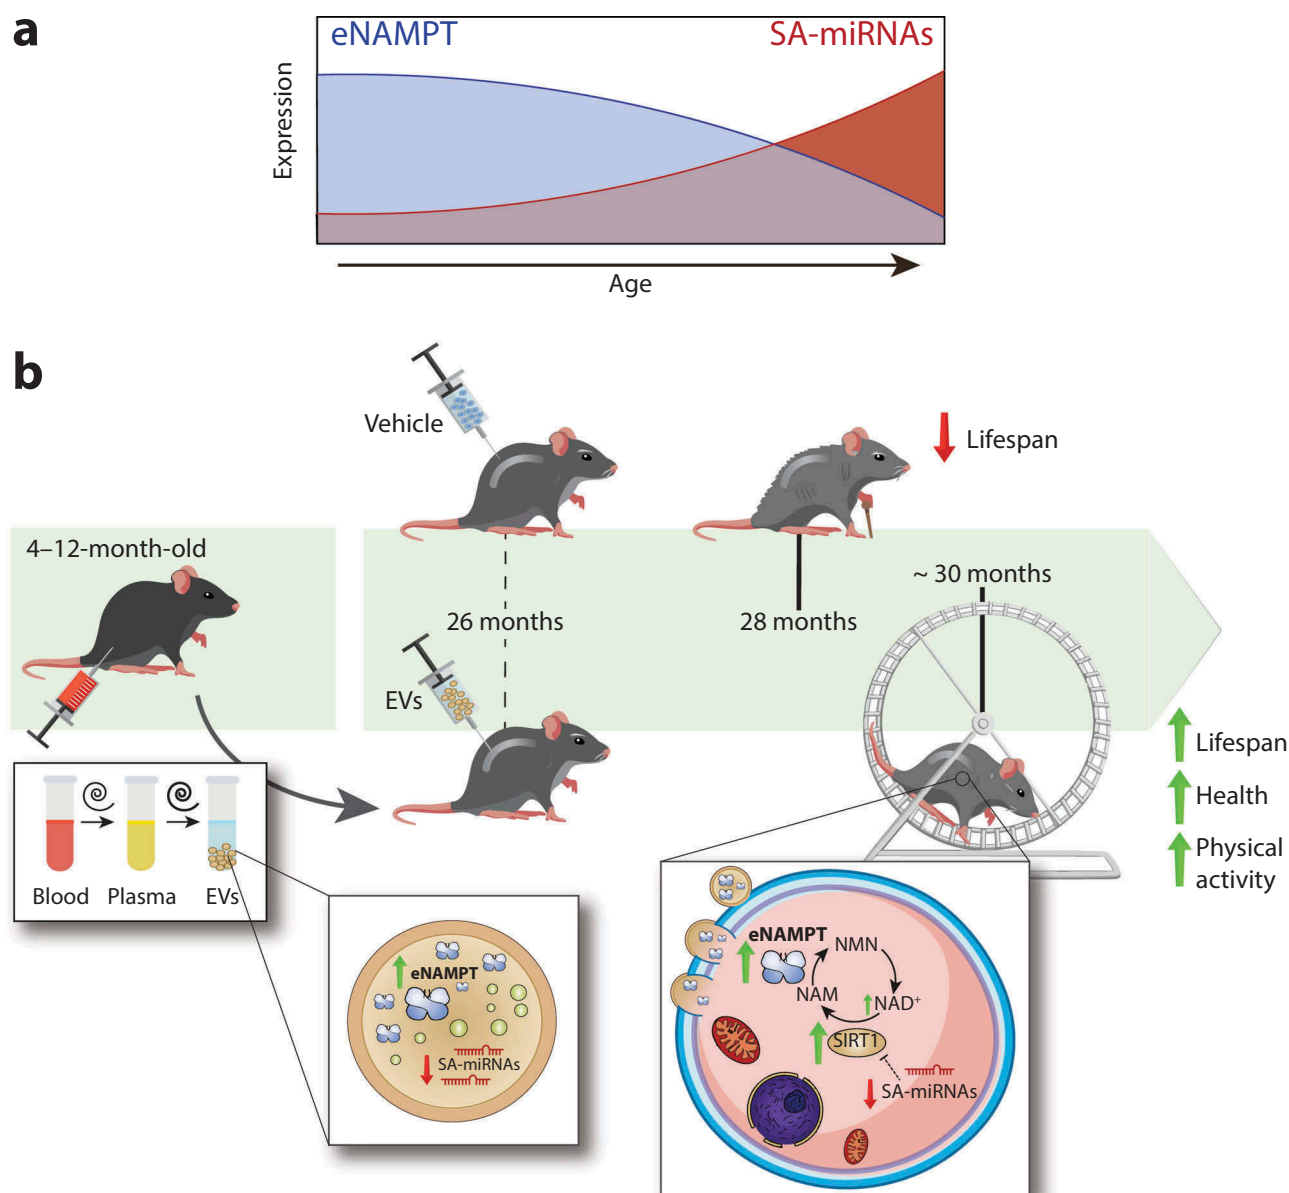 a
eNAMPT
SA-miRNAs
Expression
Age
b
Vehicle
Lifespan
4–12-month-old
26 months
28 months
~ 30 months
EVs
Lifespan
Health
Physical
activity
Blood
Plasma
EVs
eNAMPT
SA-miRNAs
eNAMPT
NMN
NAM
NAD⁺
SIRT1
SA-miRNAs